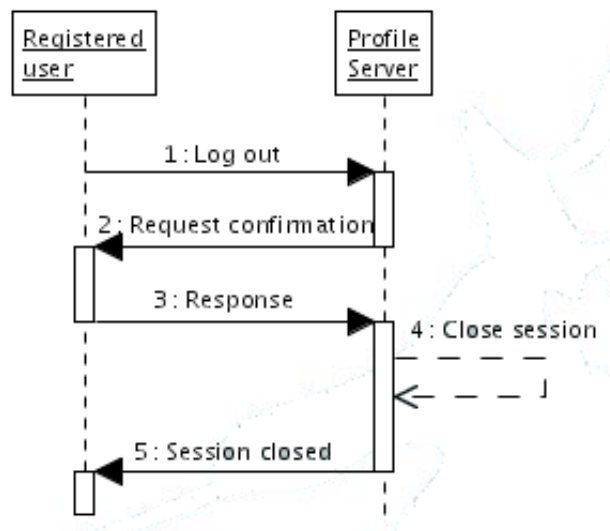 Registered
user
Profile
Server
1: Log out
2: Request confirmation
3: Response
4: Close session
5: Session closed